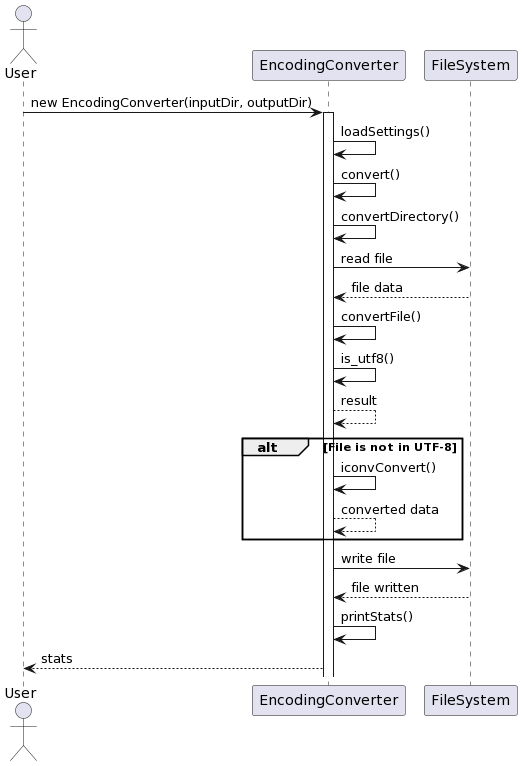 User
EncodingConverter
FileSystem
new EncodingConverter(inputDir, outputDir)
loadSettings()
convert()
convertDirectory()
read file
file data
convertFile()
is_utf8()
result
alt
[File is not in UTF-8]
iconvConvert()
converted data
write file
file written
printStats()
stats
User
EncodingConverter
FileSystem